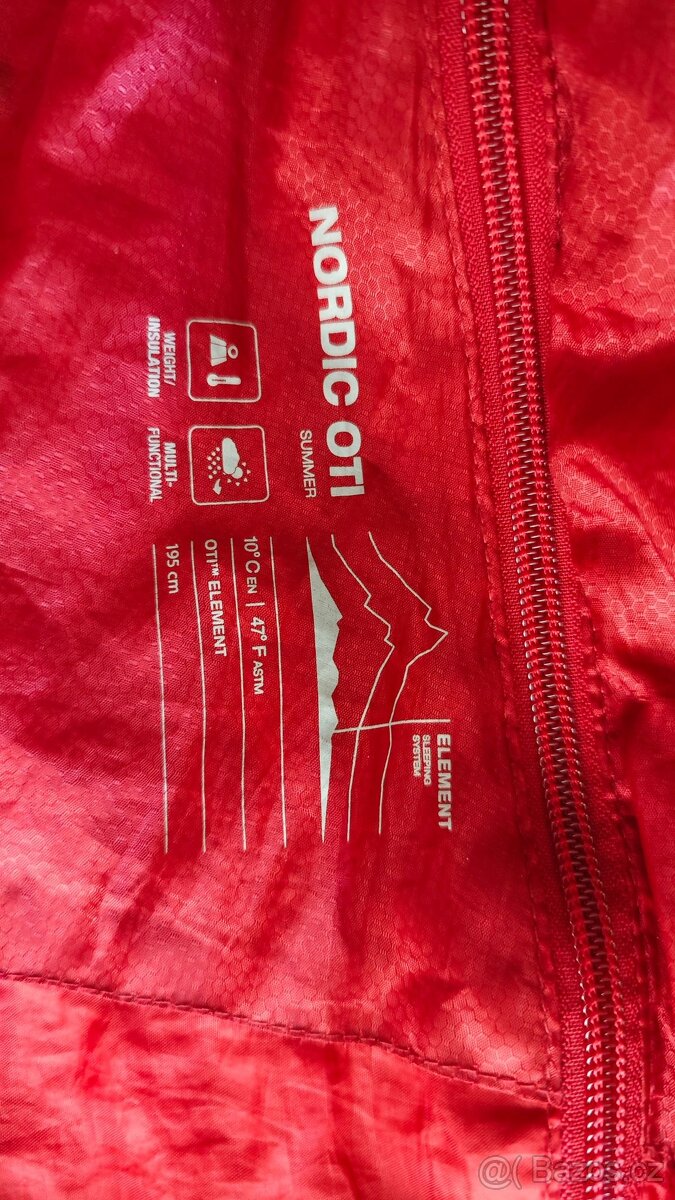 NORDIC OTI
SUMMER
WEIGHT/
INSULATION
MULTI-
FUNCTIONAL
10° C EN | 47° F ASTM
OTI™ ELEMENT
195 cm
ELEMENT
SLEEPING
SYSTEM
@( Bazos.cz